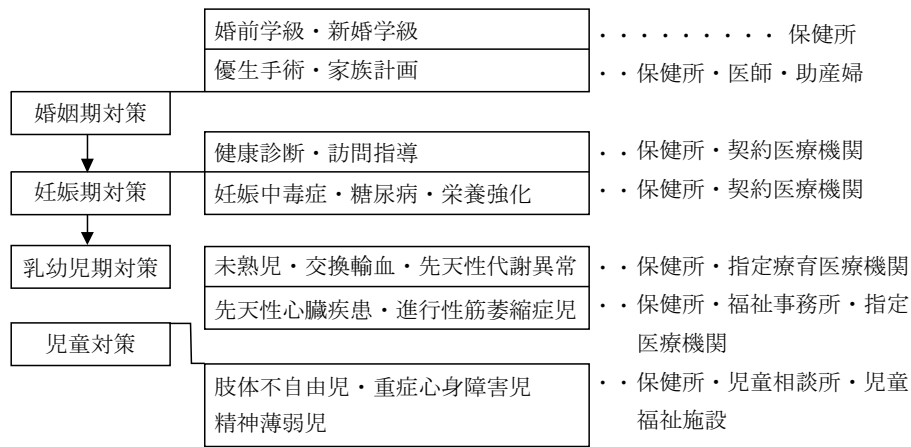 婚前学級・新婚学級 ・・・・・・・・・ 保健所
優生手術・家族計画 ・・保健所・医師・助産婦
婚姻期対策
健康診断・訪問指導 ・・保健所・契約医療機関
妊娠期対策
妊娠中毒症・糖尿病・栄養強化 ・・保健所・契約医療機関
乳幼児期対策
未熟児・交換輸血・先天性代謝異常 ・・保健所・指定療育医療機関
先天性心臓疾患・進行性筋萎縮症児 ・・保健所・福祉事務所・指定
医療機関
児童対策
肢体不自由児・重症心身障害児 ・・保健所・児童相談所・児童
精神薄弱児 福祉施設